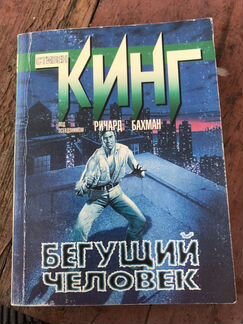 СТИВЕН
КИНГ
ПОД ПСЕВДОНИМОМ
РИЧАРД БАХМАН
БЕГУЩИЙ
ЧЕЛОВЕК